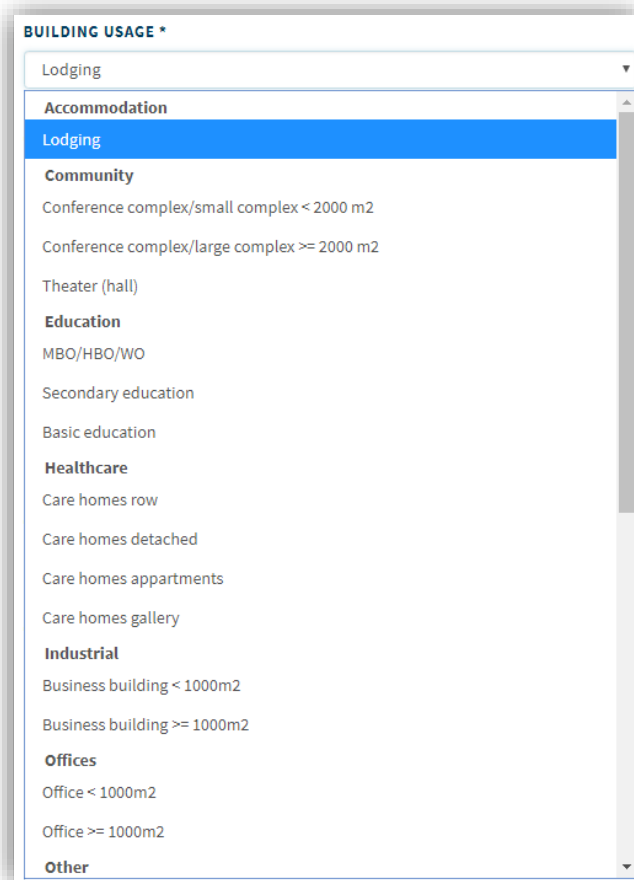 BUILDING USAGE *
Lodging
Accommodation
Lodging
Community
Conference complex/small complex < 2000 m2
Conference complex/large complex >= 2000 m2
Theater (hall)
Education
MBO/HBO/WO
Secondary education
Basic education
Healthcare
Care homes row
Care homes detached
Care homes appartments
Care homes gallery
Industrial
Business building < 1000m2
Business building >= 1000m2
Offices
Office < 1000m2
Office >= 1000m2
Other